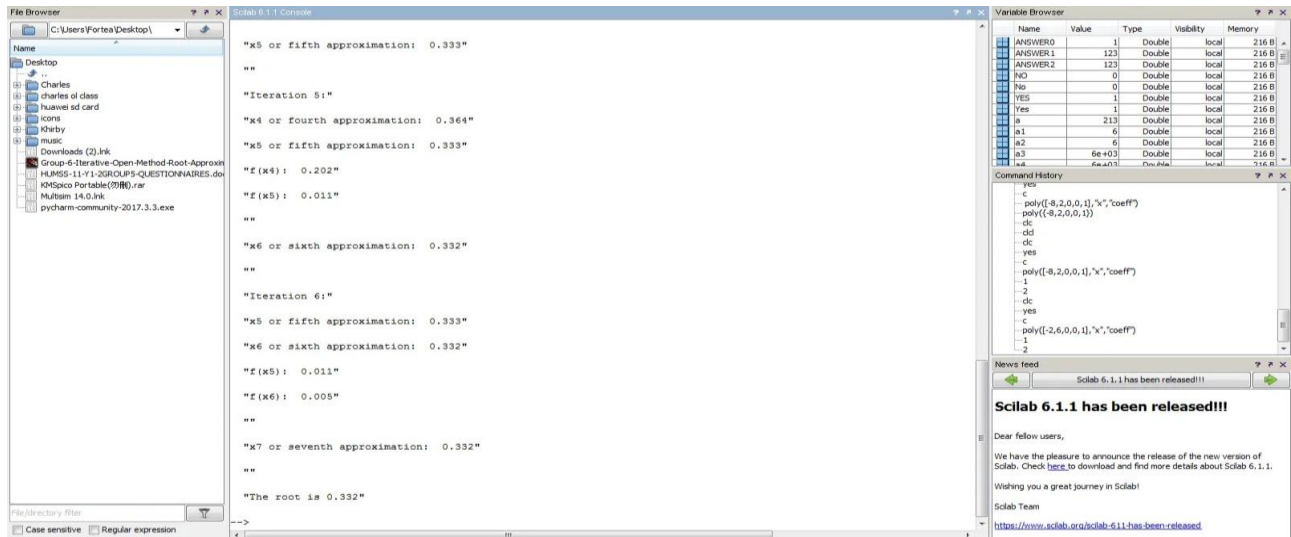 File Browser
C:\Users\Fortea\Desktop\
Name
Desktop
..
Charles
charles ol class
huawei sd card
icons
Khirby
music
Downloads (2).lnk
Group-6-Iterative-Open-Method-Root-Approxin
HUMSS-11-Y1-2GROUPS-QUESTIONNAIRES.do
KMSpico Portable(勿刪).rar
Multisim 14.0.lnk
pycharm-community-2017.3.3.exe
File/directory filter
Case sensitive Regular expression
Scilab 6.1.1 Console
"x5 or fifth approximation: 0.333"
""
"Iteration 5:"
"x4 or fourth approximation: 0.364"
"x5 or fifth approximation: 0.333"
"f(x4): 0.202"
"f(x5): 0.011"
""
"x6 or sixth approximation: 0.332"
""
"Iteration 6:"
"x5 or fifth approximation: 0.333"
"x6 or sixth approximation: 0.332"
"f(x5): 0.011"
"f(x6): 0.005"
""
"x7 or seventh approximation: 0.332"
""
"The root is 0.332"
-->
Variable Browser
Name Value Type Visibility Memory
ANSWER0 1 Double local 216 B
ANSWER1 123 Double local 216 B
ANSWER2 123 Double local 216 B
NO 0 Double local 216 B
No 0 Double local 216 B
YES 1 Double local 216 B
Yes 1 Double local 216 B
a 213 Double local 216 B
a1 6 Double local 216 B
a2 6 Double local 216 B
a3 6e+03 Double local 216 B
a4 6e+03 Double local 216 B
Command History
yes
c
poly([-8,2,0,0,1],"x","coeff")
poly({-8,2,0,0,1})
clc
cld
clc
yes
c
poly([-8,2,0,0,1],"x","coeff")
1
2
clc
yes
c
poly([-2,6,0,0,1],"x","coeff")
1
2
News feed
Scilab 6.1.1 has been released!!!
Scilab 6.1.1 has been released!!!
Dear fellow users,
We have the pleasure to announce the release of the new version of
Scilab. Check here to download and find more details about Scilab 6.1.1.
Wishing you a great journey in Scilab!
Scilab Team
https://www.scilab.org/scilab-611-has-been-released